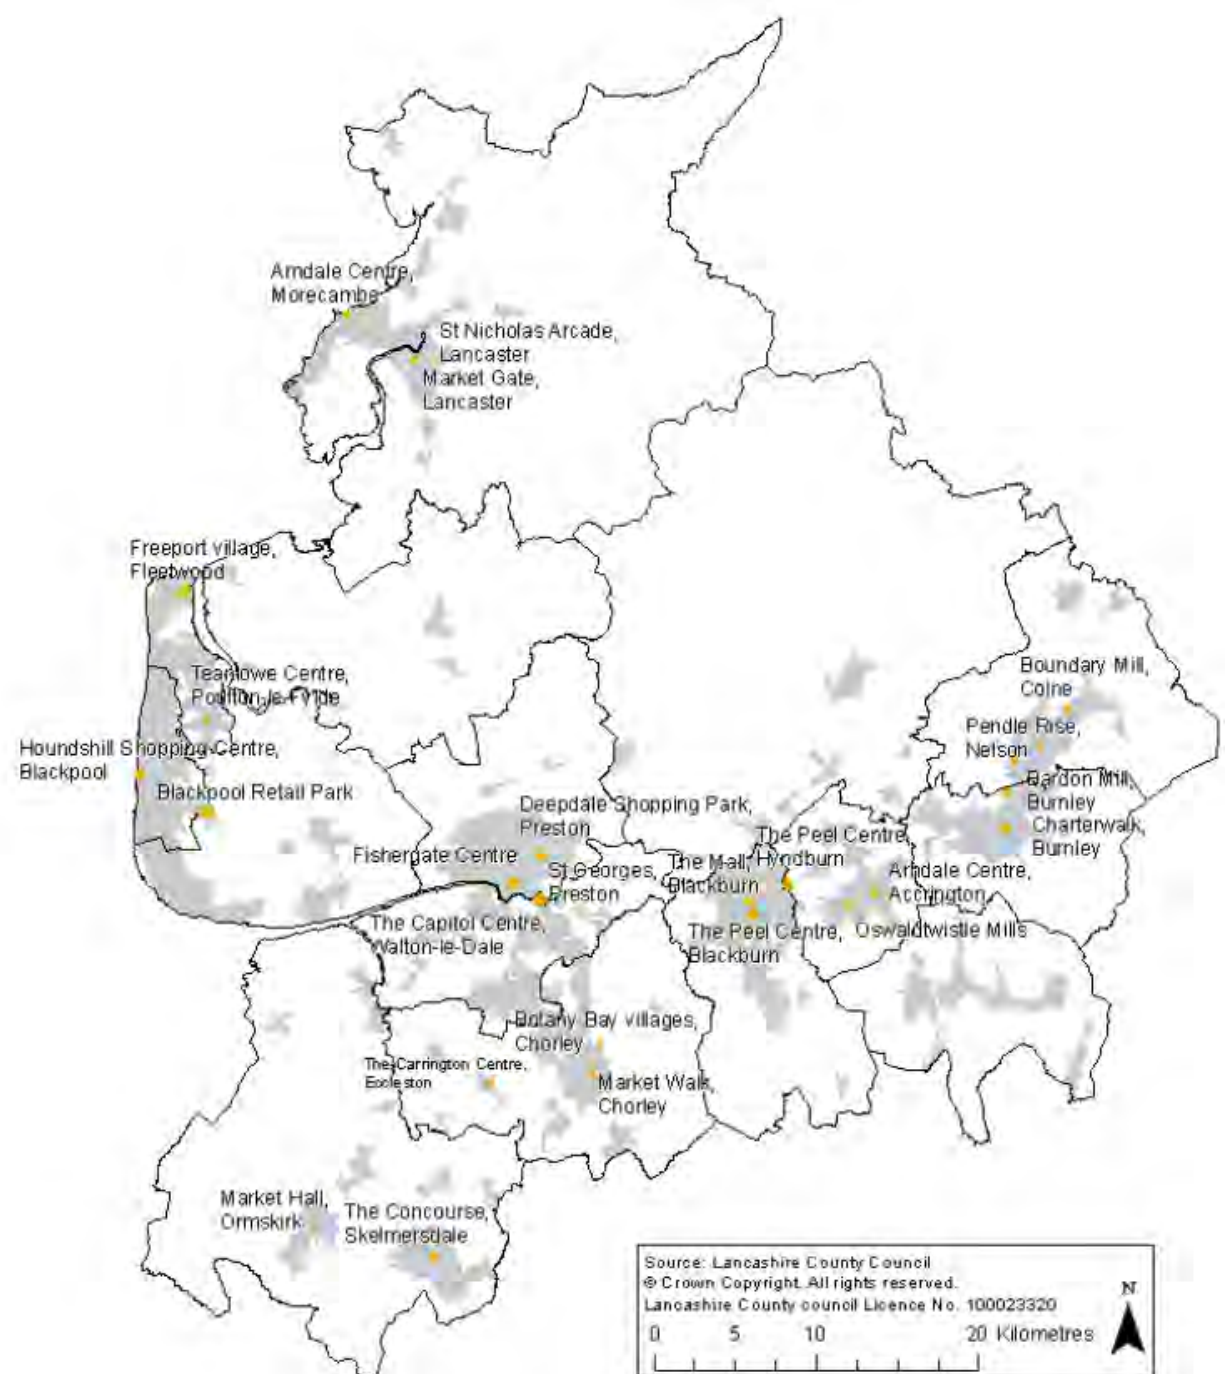 Arndale Centre,
Morecambe
St Nicholas Arcade,
Lancaster
Market Gate,
Lancaster
Freeport village,
Fleetwood
Teanlowe Centre,
Poulton-le-Fylde
Houndshill Shopping Centre,
Blackpool
Blackpool Retail Park
Boundary Mill,
Colne
Pendle Rise,
Nelson
Bardon Mill,
Burnley
Charterwalk,
Burnley
Deepdale Shopping Park,
Preston
Fishergate Centre
St Georges,
Preston
The Capitol Centre,
Walton-le-Dale
The Mall,
Blackburn
The Peel Centre
Hyndburn
Arndale Centre,
Accrington
The Peel Centre,
Blackburn
Oswaldtwistle Mills
Botany Bay villages,
Chorley
The Carrington Centre,
Eccleston
Market Walk,
Chorley
Market Hall,
Ormskirk
The Concourse,
Skelmersdale
Source: Lancashire County Council
© Crown Copyright. All rights reserved.
Lancashire County council Licence No. 100023320
N
0 5 10 20 Kilometres